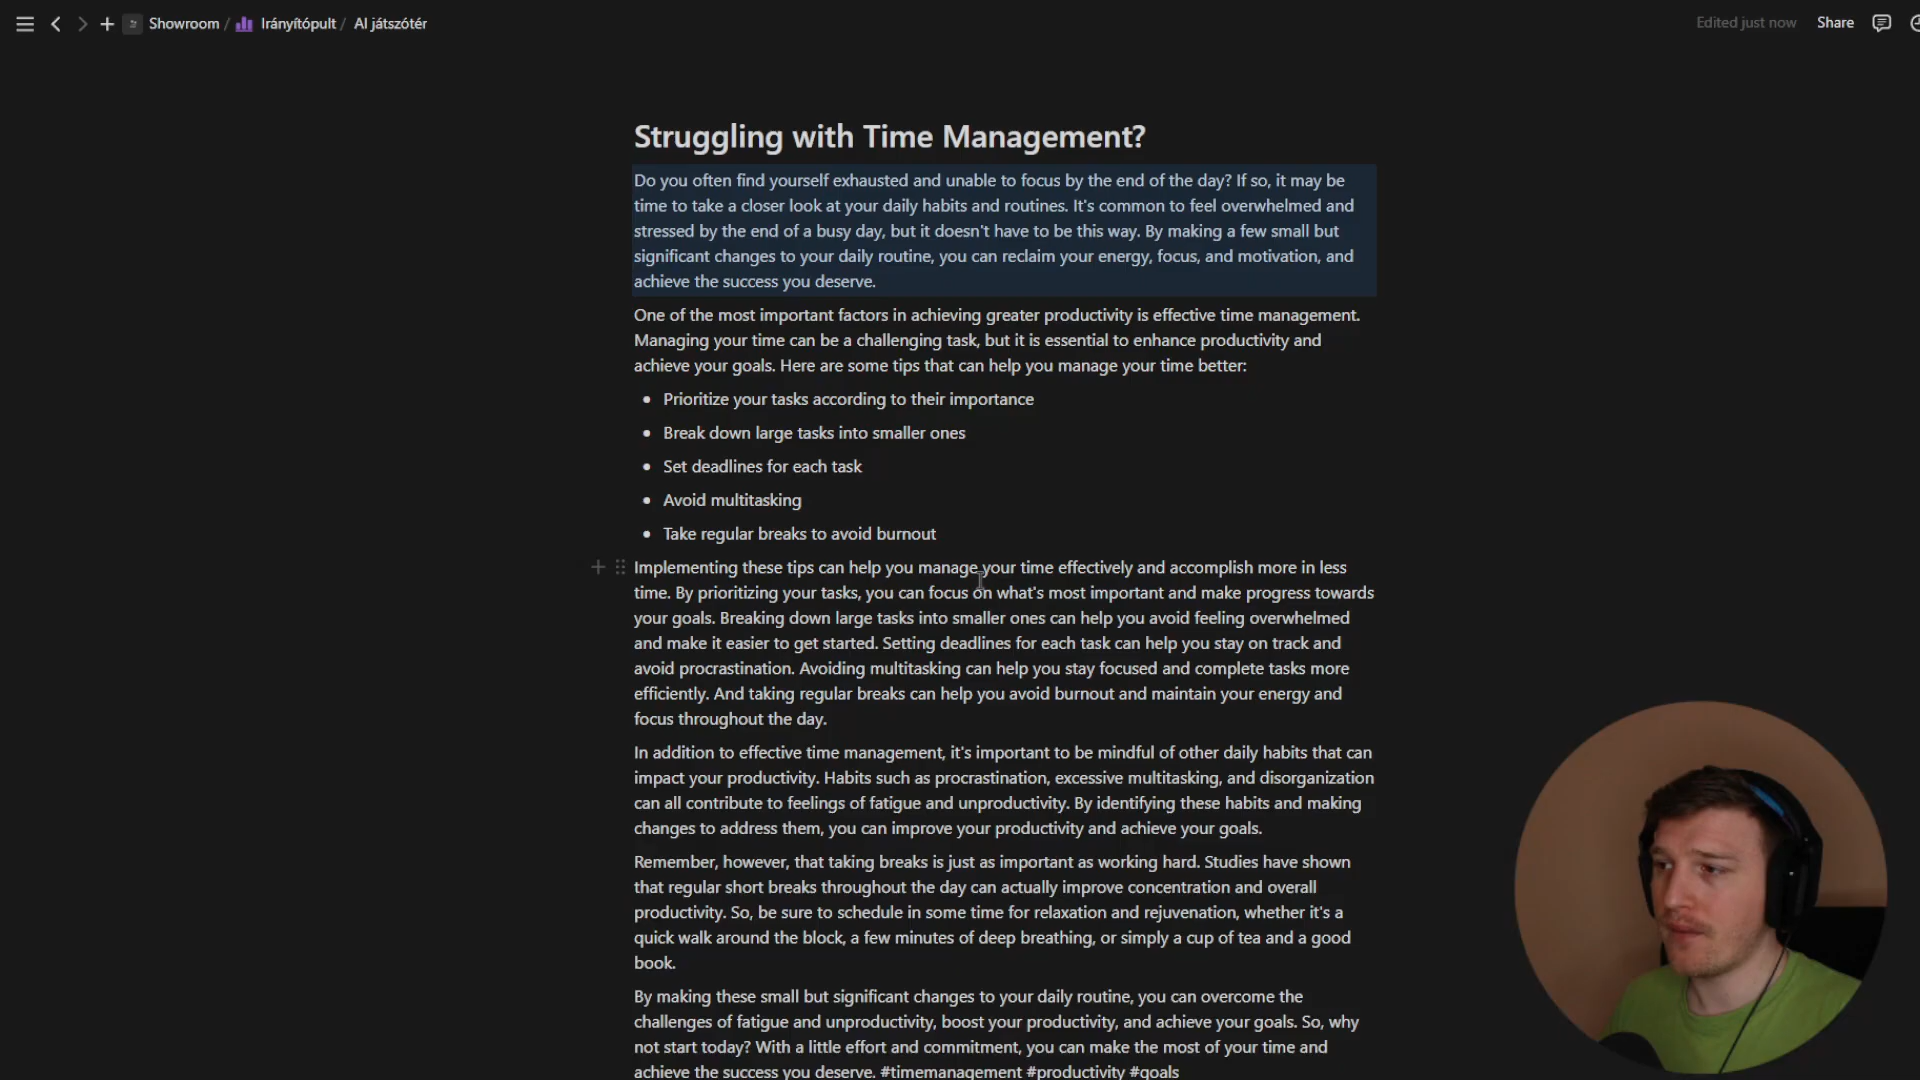 Showroom / Irányítópult / AI játszótér
Edited just now Share
Struggling with Time Management?
Do you often find yourself exhausted and unable to focus by the end of the day? If so, it may be
time to take a closer look at your daily habits and routines. It's common to feel overwhelmed and
stressed by the end of a busy day, but it doesn't have to be this way. By making a few small but
significant changes to your daily routine, you can reclaim your energy, focus, and motivation, and
achieve the success you deserve.
One of the most important factors in achieving greater productivity is effective time management.
Managing your time can be a challenging task, but it is essential to enhance productivity and
achieve your goals. Here are some tips that can help you manage your time better:
• Prioritize your tasks according to their importance
• Break down large tasks into smaller ones
• Set deadlines for each task
• Avoid multitasking
• Take regular breaks to avoid burnout
Implementing these tips can help you manage your time effectively and accomplish more in less
time. By prioritizing your tasks, you can focus on what's most important and make progress towards
your goals. Breaking down large tasks into smaller ones can help you avoid feeling overwhelmed
and make it easier to get started. Setting deadlines for each task can help you stay on track and
avoid procrastination. Avoiding multitasking can help you stay focused and complete tasks more
efficiently. And taking regular breaks can help you avoid burnout and maintain your energy and
focus throughout the day.
In addition to effective time management, it's important to be mindful of other daily habits that can
impact your productivity. Habits such as procrastination, excessive multitasking, and disorganization
can all contribute to feelings of fatigue and unproductivity. By identifying these habits and making
changes to address them, you can improve your productivity and achieve your goals.
Remember, however, that taking breaks is just as important as working hard. Studies have shown
that regular short breaks throughout the day can actually improve concentration and overall
productivity. So, be sure to schedule in some time for relaxation and rejuvenation, whether it's a
quick walk around the block, a few minutes of deep breathing, or simply a cup of tea and a good
book.
By making these small but significant changes to your daily routine, you can overcome the
challenges of fatigue and unproductivity, boost your productivity, and achieve your goals. So, why
not start today? With a little effort and commitment, you can make the most of your time and
achieve the success you deserve. #timemanagement #productivity #goals